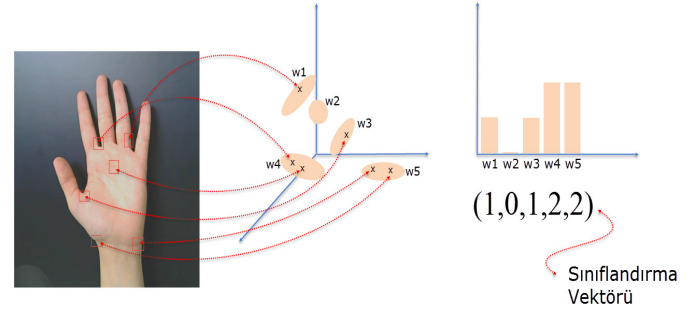 w1
w2
w3
w4
w5
x
x
x
x
x
x
w1 w2 w3 w4 w5
(1,0,1,2,2)
Sınıflandırma
Vektörü